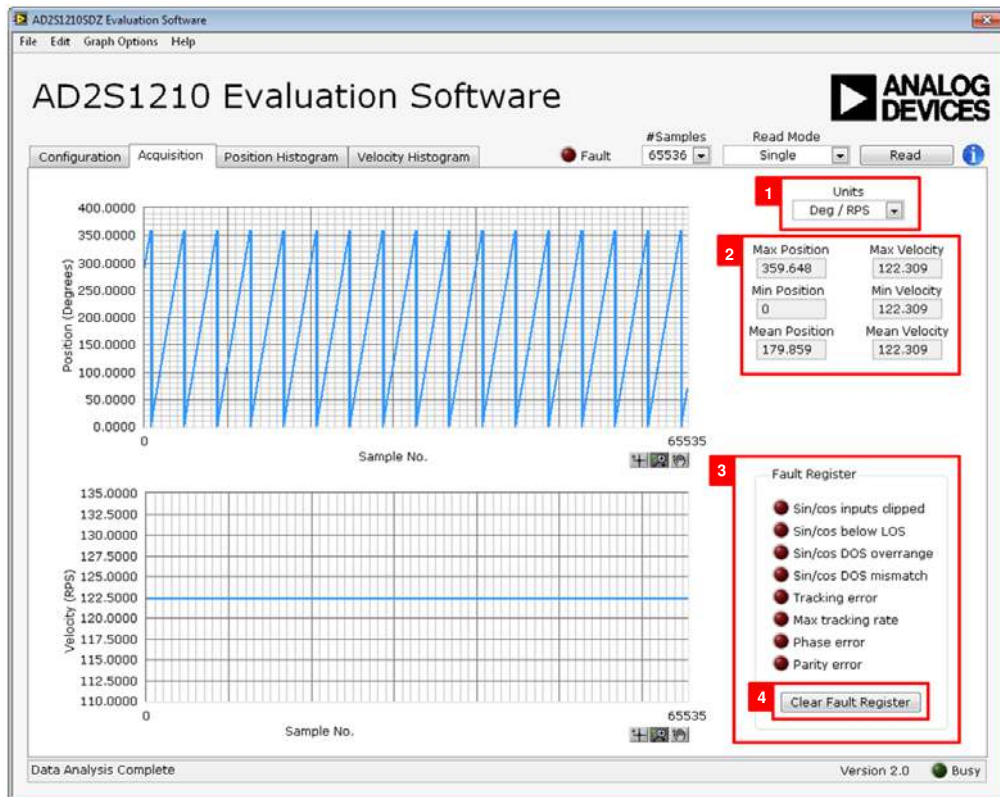 AD2S1210SDZ Evaluation Software
File Edit Graph Options Help
AD2S1210 Evaluation Software
ANALOG
DEVICES
#Samples Read Mode
Configuration Acquisition Position Histogram Velocity Histogram Fault 65536 Single Read i
1
Units
Deg / RPS
2
Max Position Max Velocity
359.648 122.309
Min Position Min Velocity
0 122.309
Mean Position Mean Velocity
179.859 122.309
Position (Degrees)
400.0000
350.0000
300.0000
250.0000
200.0000
150.0000
100.0000
50.0000
0.0000
0 65535
Sample No.
Velocity (RPS)
135.0000
132.5000
130.0000
127.5000
125.0000
122.5000
120.0000
117.5000
115.0000
112.5000
110.0000
0 65535
Sample No.
3
Fault Register
Sin/cos inputs clipped
Sin/cos below LOS
Sin/cos DOS overrange
Sin/cos DOS mismatch
Tracking error
Max tracking rate
Phase error
Parity error
4
Clear Fault Register
Data Analysis Complete Version 2.0 Busy